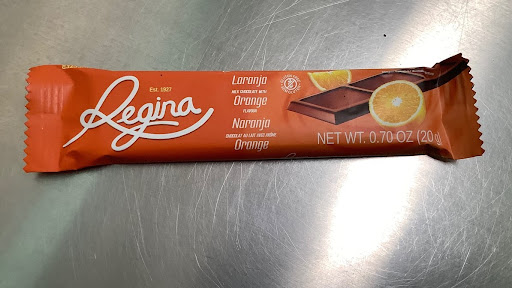 Est. 1927
Regina
Laranja
MILK CHOCOLATE WITH
Orange
FLAVOUR
Naranja
CHOCOLAT AU LAIT AVEC ARÔME
Orange
NET WT. 0.70 OZ (20g)